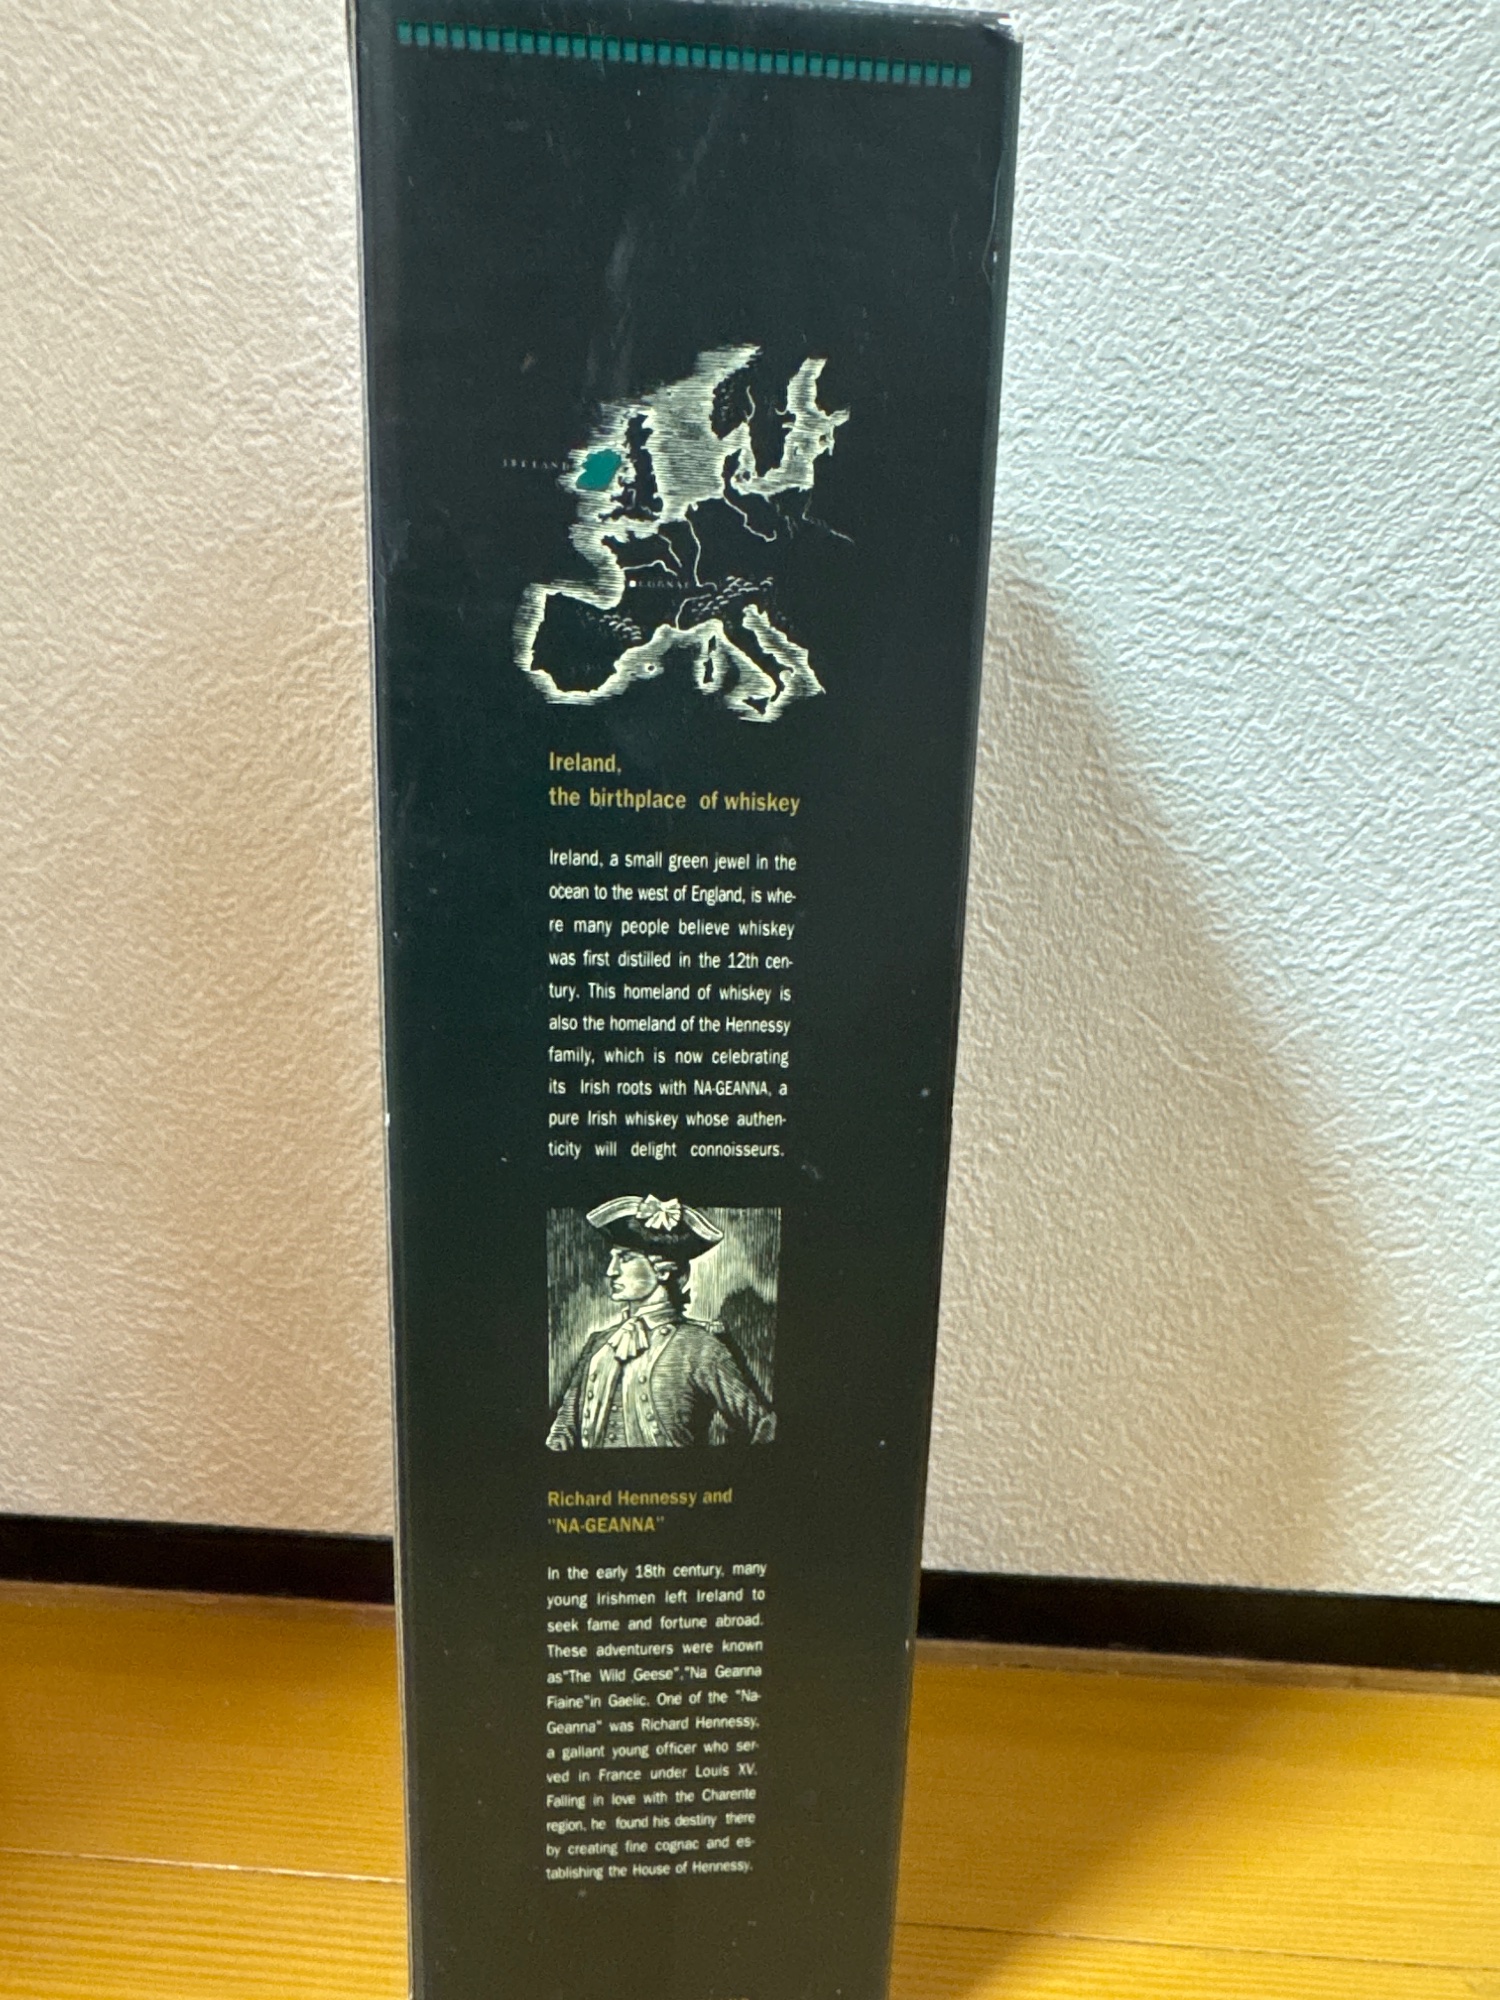 IRELAND
COGNAC
Ireland,
the birthplace of whiskey
Ireland, a small green jewel in the
ocean to the west of England, is whe-
re many people believe whiskey
was first distilled in the 12th cen-
tury. This homeland of whiskey is
also the homeland of the Hennessy
family, which is now celebrating
its Irish roots with NA-GEANNA, a
pure Irish whiskey whose authen-
ticity will delight connoisseurs.
Richard Hennessy and
"NA-GEANNA"
In the early 18th century, many
young Irishmen left Ireland to
seek fame and fortune abroad.
These adventurers were known
as"The Wild Geese","Na Geanna
Fiaine"in Gaelic. One of the "Na-
Geanna" was Richard Hennessy,
a gallant young officer who ser-
ved in France under Louis XV.
Falling in love with the Charente
region, he found his destiny there
by creating fine cognac and es-
tablishing the House of Hennessy.